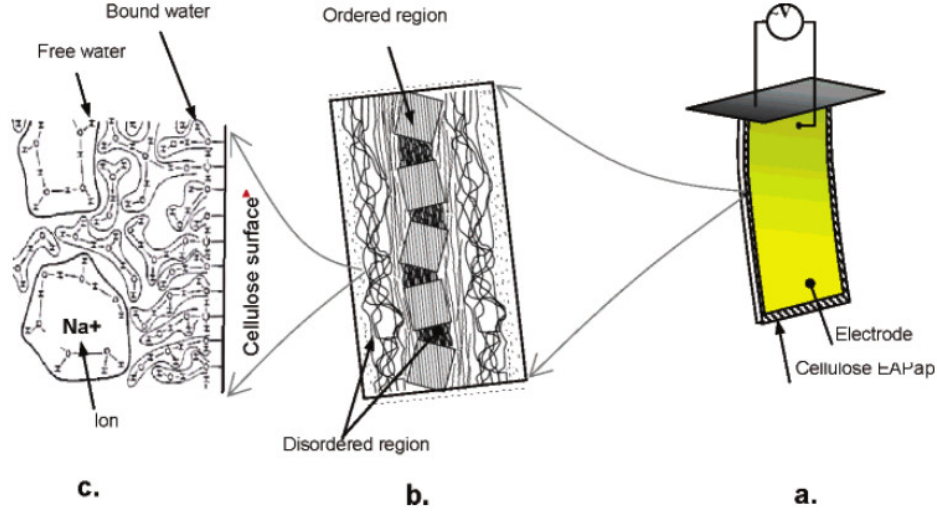 Bound water
Free water
Ordered region
~V
Na+
Cellulose surface
Ion
Disordered region
Electrode
Cellulose EAPap
c.
b.
a.